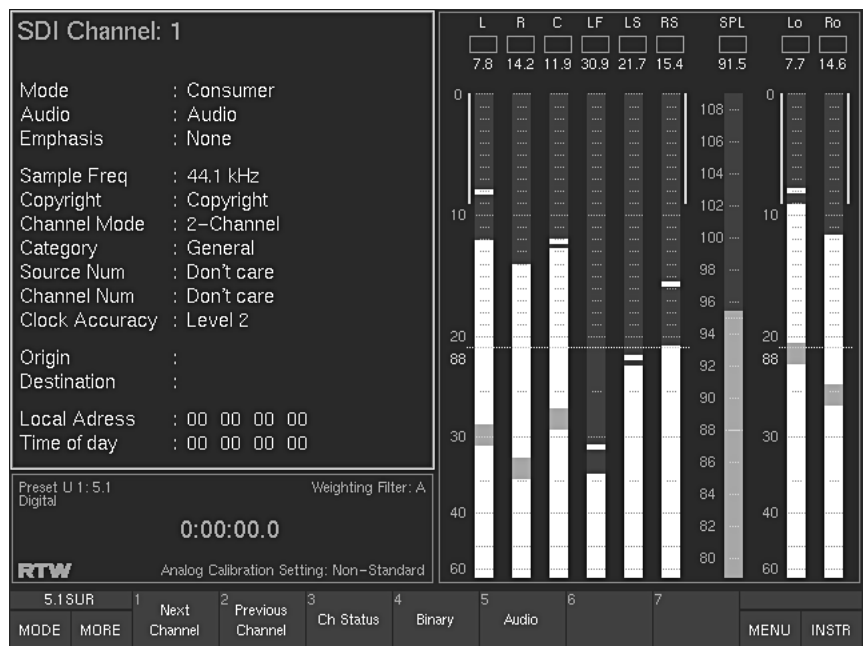 SDI Channel: 1
Mode : Consumer
Audio : Audio
Emphasis : None
Sample Freq : 44.1 kHz
Copyright : Copyright
Channel Mode : 2-Channel
Category : General
Source Num : Don't care
Channel Num : Don't care
Clock Accuracy : Level 2
Origin :
Destination :
Local Adress : 00 00 00 00
Time of day : 00 00 00 00
Preset U 1: 5.1 Weighting Filter: A
Digital
0:00:00.0
RTW Analog Calibration Setting: Non-Standard
L R C LF LS RS SPL Lo Ro
7.8 14.2 11.9 30.9 21.7 15.4 91.5 7.7 14.6
0 0
108
106
104
102
10 10
100
98
96
94
20 20
88 88
92
90
30 88 30
86
84
40 40
82
80
60 60
5.1SUR 1 Next Channel 2 Previous Channel 3 Ch Status 4 Binary 5 Audio 6 7
MODE MORE MENU INSTR